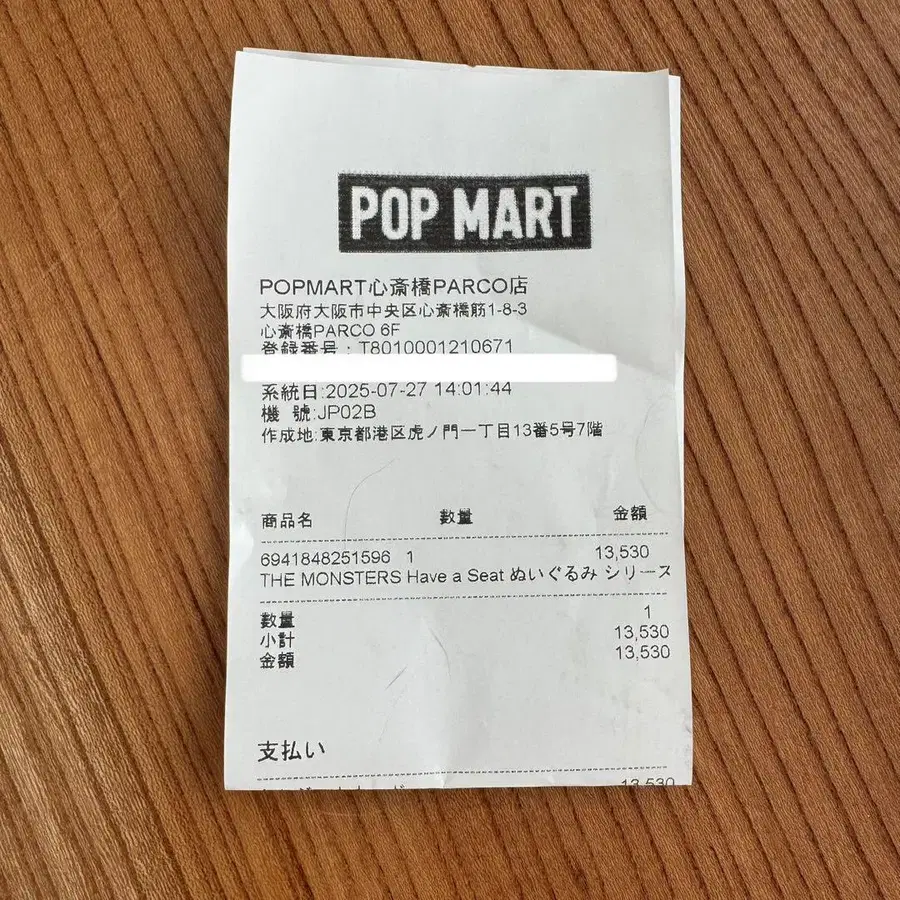 POP MART
POPMART心斎橋PARCO店
大阪府大阪市中央区心斎橋筋1-8-3
心斎橋PARCO 6F
登録番号:T8010001210671
系統日:2025-07-27 14:01:44
機 號:JP02B
作成地:東京都港区虎ノ門一丁目13番5号7階
商品名 數量 金額
6941848251596 1 13,530
THE MONSTERS Have a Seat ぬいぐるみ シリース
數量 1
小計 13,530
金額 13,530
支払い
13,530